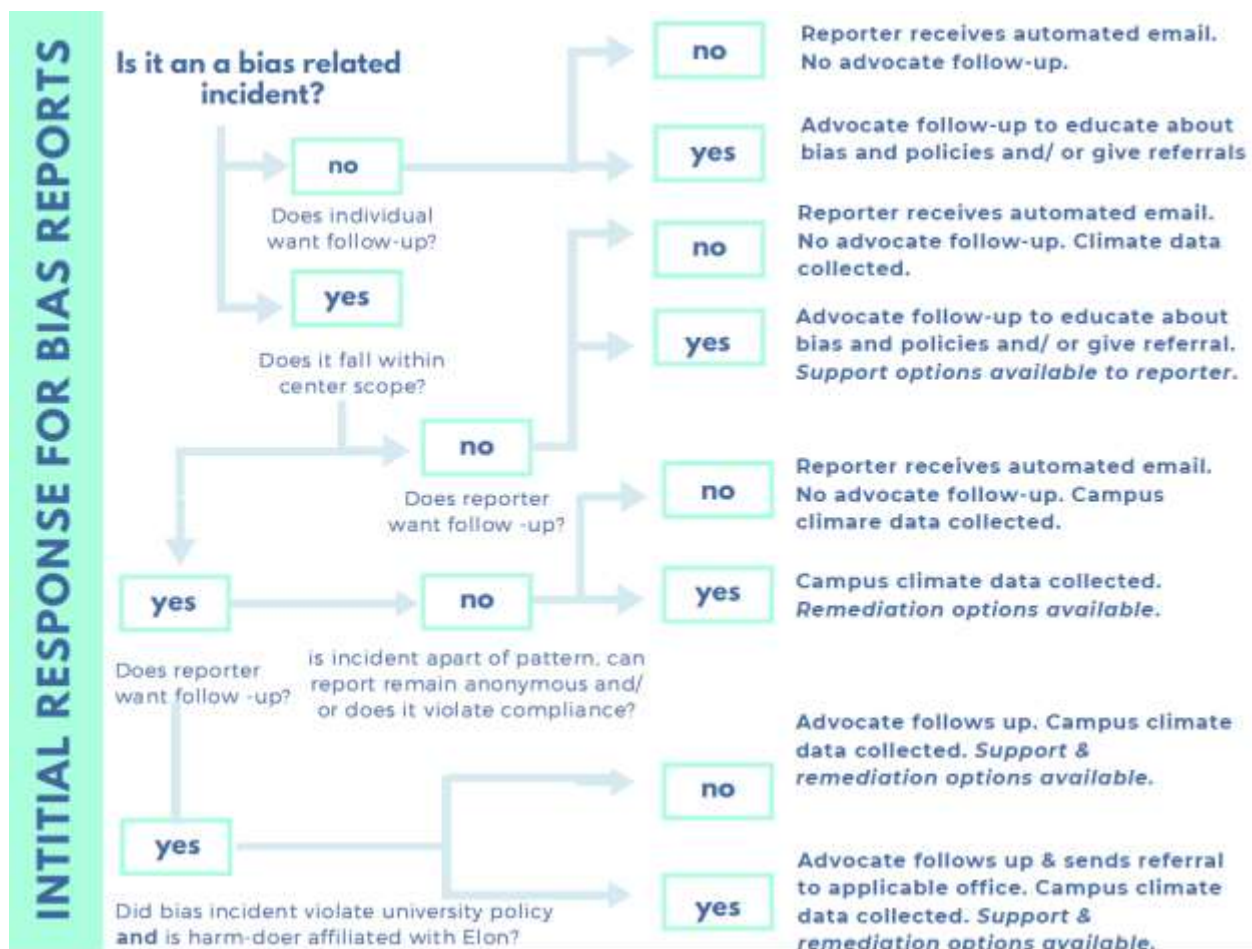 INTITIAL RESPONSE FOR BIAS REPORTS
Is it an a bias related
incident?
no
Does individual
want follow-up?
no
Reporter receives automated email.
No advocate follow-up.
yes
Advocate follow-up to educate about
bias and policies and/ or give referrals
yes
Does it fall within
center scope?
no
Does reporter
want follow -up?
no
Reporter receives automated email.
No advocate follow-up. Climate data
collected.
yes
Advocate follow-up to educate about
bias and policies and/ or give referral.
Support options available to reporter.
yes
Does reporter
want follow -up?
no
is incident apart of pattern, can
report remain anonymous and/
or does it violate compliance?
no
Reporter receives automated email.
No advocate follow-up. Campus
climare data collected.
yes
Campus climate data collected.
Remediation options available.
yes
Did bias incident violate university policy
and is harm-doer affiliated with Elon?
no
Advocate follows up. Campus climate
data collected. Support &
remediation options available.
yes
Advocate follows up & sends referral
to applicable office. Campus climate
data collected. Support &
remediation options available.